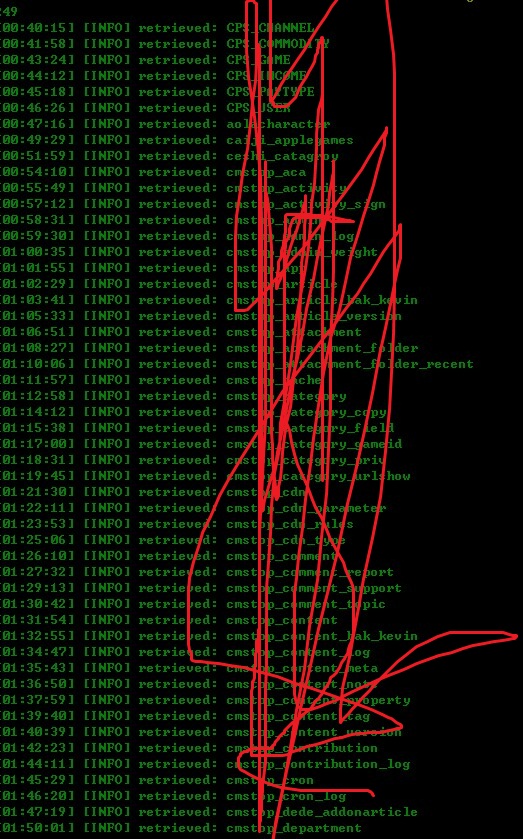 249
[00:40:15] [INFO] retrieved: CPS_CHANNEL
[00:41:58] [INFO] retrieved: CPS_COMMODITY
[00:43:24] [INFO] retrieved: CPS_GAME
[00:44:12] [INFO] retrieved: CPS_INCOME
[00:45:18] [INFO] retrieved: CPS_PAYTYPE
[00:46:26] [INFO] retrieved: CPS_USER
[00:47:16] [INFO] retrieved:
[00:49:29] [INFO] retrieved: caiji_applegames
[00:51:59] [INFO] retrieved: ceshi_catagroy
[00:54:10] [INFO] retrieved: cmstop_aca
[00:55:49] [INFO] retrieved: cmstop_activity
[00:57:12] [INFO] retrieved: cmstop_activity_sign
[00:58:31] [INFO] retrieved: cmstop_admin
[00:59:30] [INFO] retrieved: cmstop_admin_log
[01:00:35] [INFO] retrieved: cmstop_admin_weight
[01:01:55] [INFO] retrieved: cmstop_app
[01:02:29] [INFO] retrieved: cmstop_article
[01:03:41] [INFO] retrieved: cmstop_article_bak_kevin
[01:05:33] [INFO] retrieved: cmstop_article_version
[01:06:51] [INFO] retrieved: cmstop_attachment
[01:08:27] [INFO] retrieved: cmstop_attachment_folder
[01:10:06] [INFO] retrieved: cmstop_attachment_folder_recent
[01:11:57] [INFO] retrieved: cmstop_cache
[01:12:58] [INFO] retrieved: cmstop_category
[01:14:12] [INFO] retrieved: cmstop_category_copy
[01:15:38] [INFO] retrieved: cmstop_category_field
[01:17:00] [INFO] retrieved: cmstop_category_gameid
[01:18:31] [INFO] retrieved: cmstop_category_priv
[01:19:45] [INFO] retrieved: cmstop_category_urlshow
[01:21:30] [INFO] retrieved: cmstop_cdn
[01:22:11] [INFO] retrieved: cmstop_cdn_parameter
[01:23:53] [INFO] retrieved: cmstop_cdn_rules
[01:25:06] [INFO] retrieved: cmstop_cdn_type
[01:26:10] [INFO] retrieved: cmstop_comment
[01:27:32] [INFO] retrieved: cmstop_comment_report
[01:29:13] [INFO] retrieved: cmstop_comment_support
[01:30:42] [INFO] retrieved: cmstop_comment_topic
[01:31:54] [INFO] retrieved: cmstop_content
[01:32:55] [INFO] retrieved: cmstop_content_bak_kevin
[01:34:47] [INFO] retrieved: cmstop_content_log
[01:35:43] [INFO] retrieved: cmstop_content_meta
[01:36:50] [INFO] retrieved: cmstop_content_note
[01:37:59] [INFO] retrieved: cmstop_content_property
[01:39:40] [INFO] retrieved: cmstop_content_tag
[01:40:39] [INFO] retrieved: cmstop_content_version
[01:42:23] [INFO] retrieved: cmstop_contribution
[01:44:11] [INFO] retrieved: cmstop_contribution_log
[01:45:29] [INFO] retrieved: cmstop_cron
[01:46:20] [INFO] retrieved: cmstop_cron_log
[01:47:19] [INFO] retrieved: cmstop_dede_addonarticle
[01:50:01] [INFO] retrieved: cmstop_department